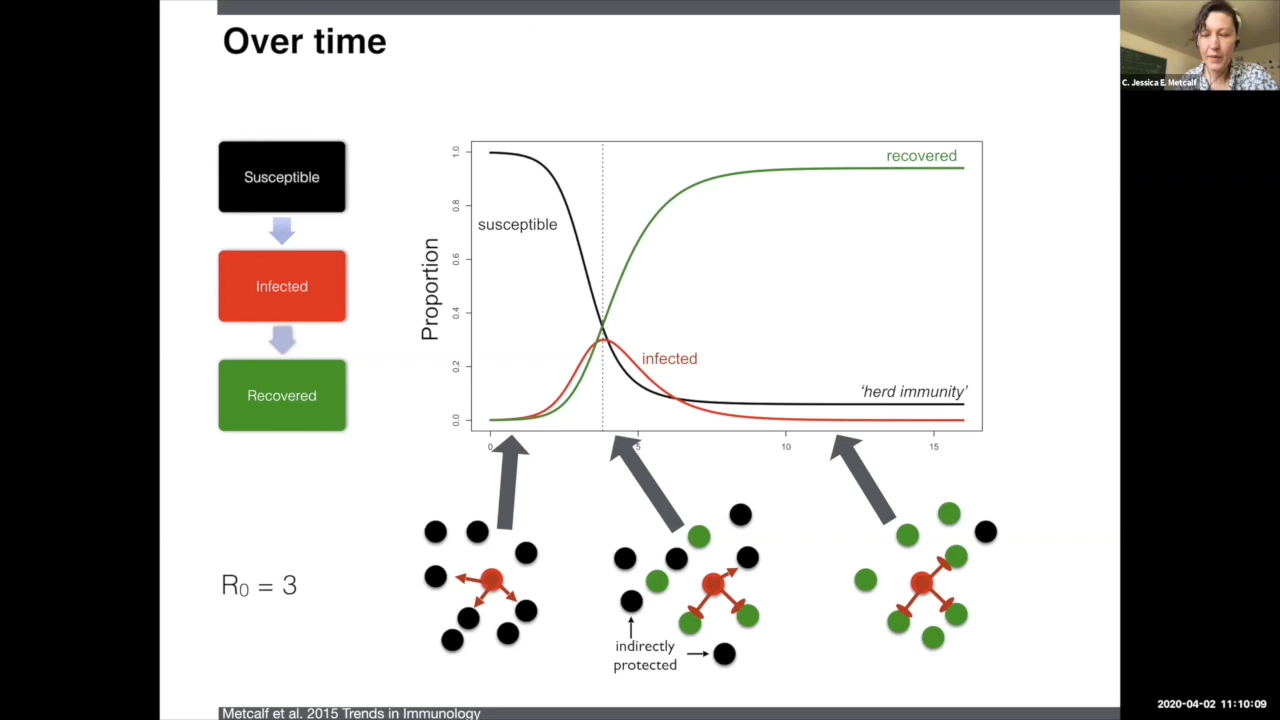 Over time
C. Jessica E. Metcalf
Susceptible
Infected
Recovered
Proportion
1.0
0.8
0.6
0.4
0.2
0.0
recovered
susceptible
infected
‘herd immunity’
0
5
10
15
R0 = 3
indirectly
protected
Metcalf et al. 2015 Trends in Immunology
2020-04-02 11:10:09